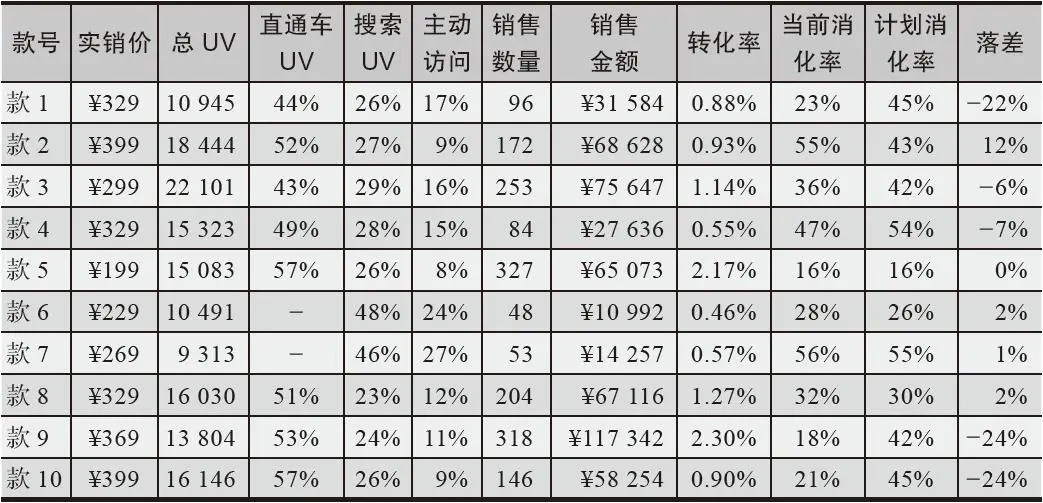 款号 实销价 总 UV 直通车 UV 搜索 UV 主动 访问 销售 数量 销售 金额 转化率 当前消 化率 计划消 化率 落差
款 1 ¥329 10 945 44% 26% 17% 96 ¥31 584 0.88% 23% 45% −22%
款 2 ¥399 18 444 52% 27% 9% 172 ¥68 628 0.93% 55% 43% 12%
款 3 ¥299 22 101 43% 29% 16% 253 ¥75 647 1.14% 36% 42% −6%
款 4 ¥329 15 323 49% 28% 15% 84 ¥27 636 0.55% 47% 54% −7%
款 5 ¥199 15 083 57% 26% 8% 327 ¥65 073 2.17% 16% 16% 0%
款 6 ¥229 10 491 − 48% 24% 48 ¥10 992 0.46% 28% 26% 2%
款 7 ¥269 9 313 − 46% 27% 53 ¥14 257 0.57% 56% 55% 1%
款 8 ¥329 16 030 51% 23% 12% 204 ¥67 116 1.27% 32% 30% 2%
款 9 ¥369 13 804 53% 24% 11% 318 ¥117 342 2.30% 18% 42% −24%
款 10 ¥399 16 146 57% 26% 9% 146 ¥58 254 0.90% 21% 45% −24%